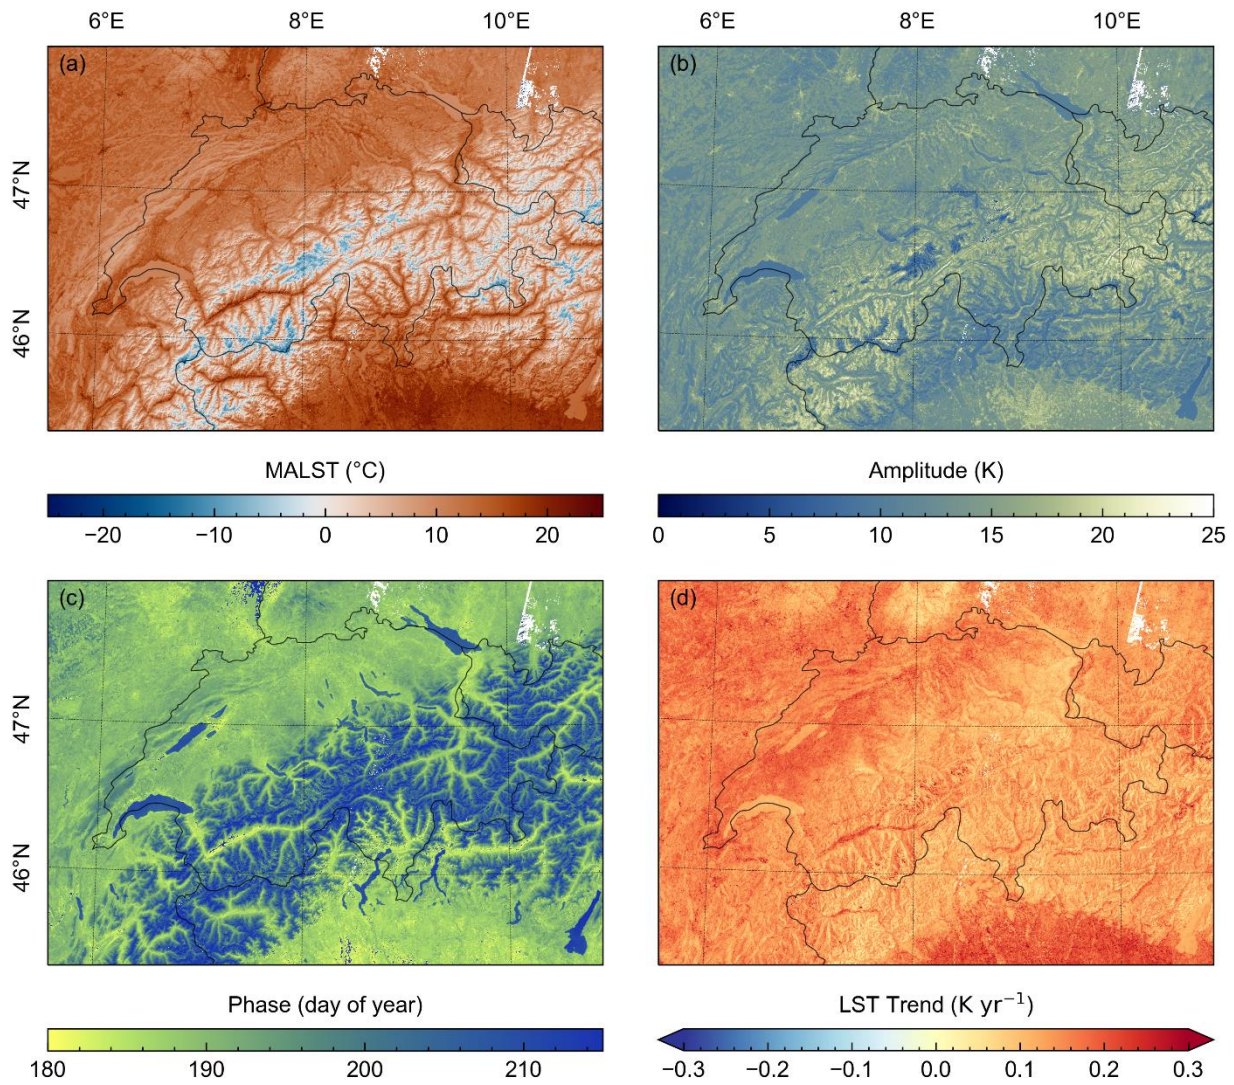 6°E 8°E 10°E 6°E 8°E 10°E
(a) (b)
47°N
46°N
MALST (°C) Amplitude (K)
−20 −10 0 10 20 0 5 10 15 20 25
(c) (d)
47°N
46°N
Phase (day of year) LST Trend (K yr⁻¹)
180 190 200 210 −0.3 −0.2 −0.1 0.0 0.1 0.2 0.3